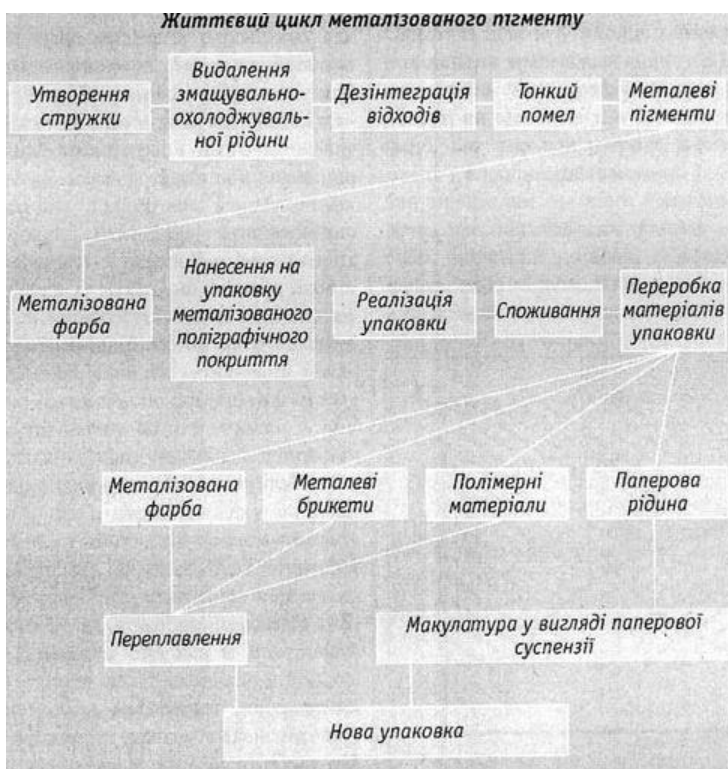 Життєвий цикл металізованого пігменту
Утворення
стружки
Видалення
змащувально-
охолоджуваль-
ної рідини
Дезінтеграція
відходів
Тонкий
помел
Металеві
пігменти
Металізована
фарба
Нанесення на
упаковку
металізованого
поліграфічного
покриття
Реалізація
упаковки
Споживання
Переробка
матеріалів
упаковки
Металізована
фарба
Металеві
брикети
Полімерні
матеріали
Паперова
рідина
Переплавлення
Макулатура у вигляді паперової
суспензії
Нова упаковка